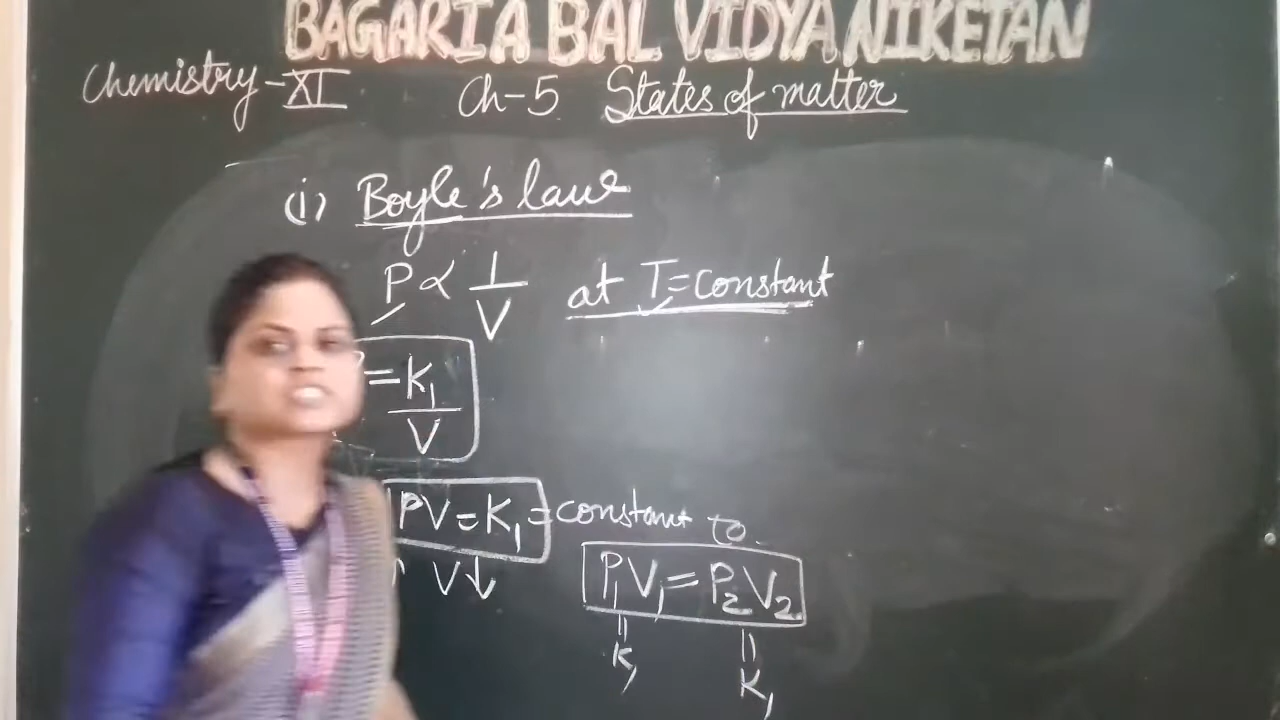 BAGARIA BAL VIDYA NIKETAN
Chemistry-XI Ch-5 States of matter
(i) Boyle's law
P ∝ 1/V at T=constant
= K₁/V
PV = K₁ = constant to
V↓
P₁V₁ = P₂V₂
" "
K₁ K₁